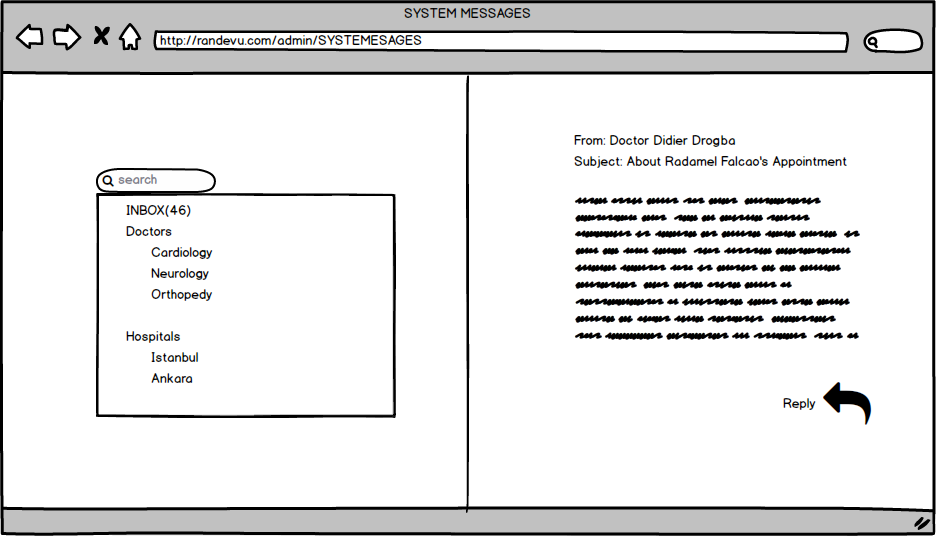 SYSTEM MESSAGES
http://randevu.com/admin/SYSTEMESAGES
search
INBOX(46)
Doctors
Cardiology
Neurology
Orthopedy
Hospitals
Istanbul
Ankara
From: Doctor Didier Drogba
Subject: About Radamel Falcao's Appointment
Reply